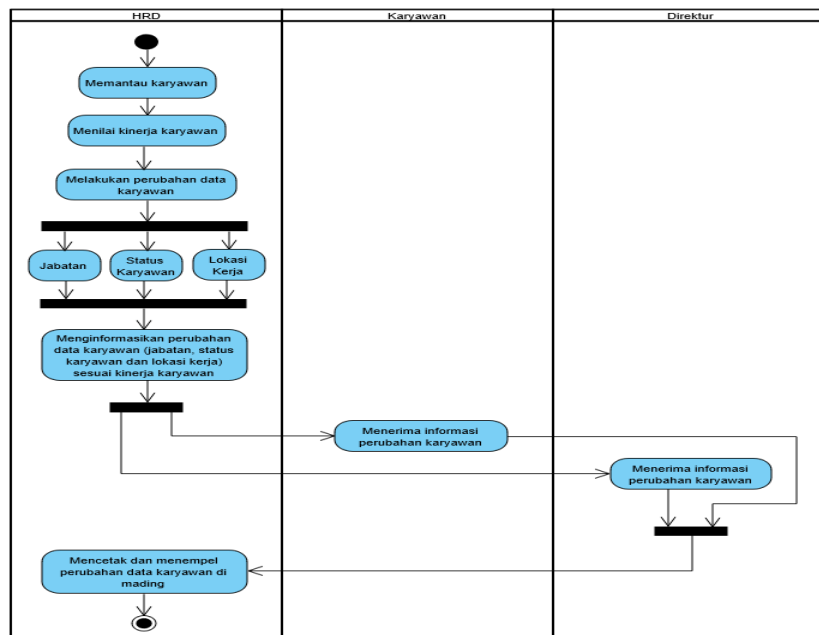 HRD
Karyawan
Direktur
Memantau karyawan
Menilai kinerja karyawan
Melakukan perubahan data
karyawan
Jabatan
Status
Karyawan
Lokasi
Kerja
Menginformasikan perubahan
data karyawan (jabatan, status
karyawan dan lokasi kerja)
sesuai kinerja karyawan
Menerima informasi
perubahan karyawan
Menerima informasi
perubahan karyawan
Mencetak dan menempel
perubahan data karyawan di
mading